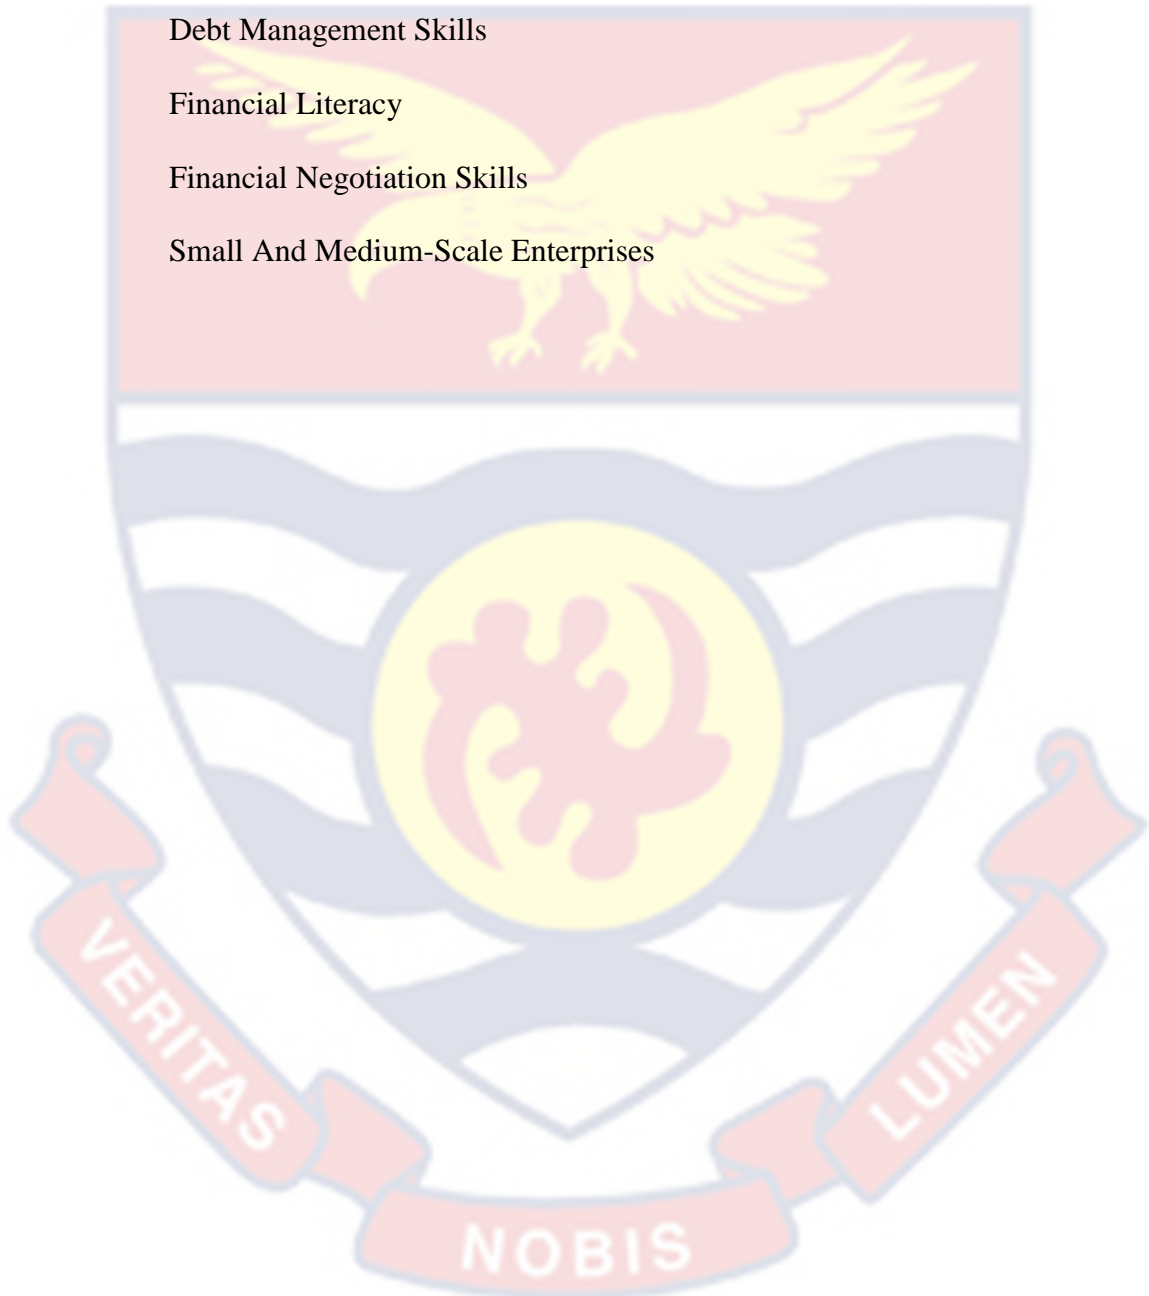 Debt Management Skills
Financial Literacy
Financial Negotiation Skills
Small And Medium-Scale Enterprises
VERITAS
NOBIS
LUMEN